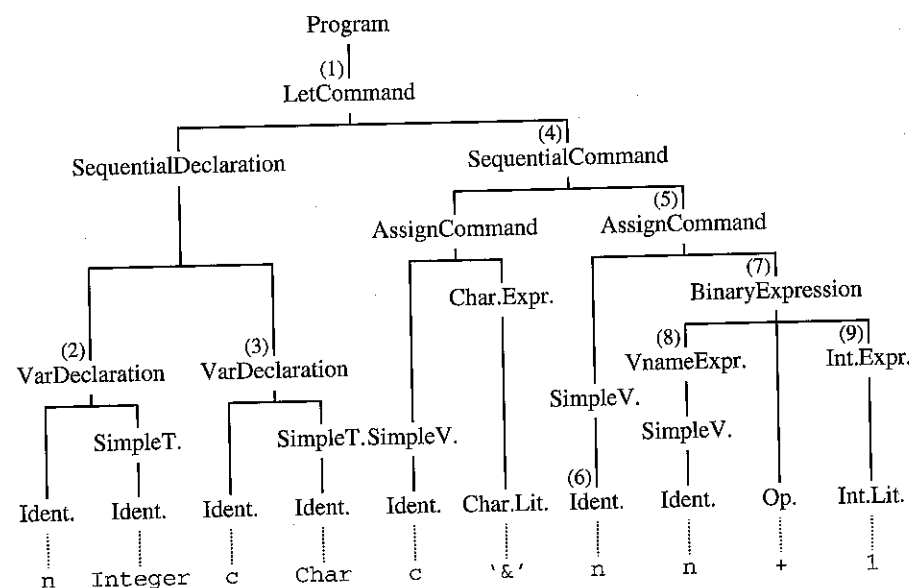 Program
(1)
LetCommand
(4)
SequentialDeclaration SequentialCommand
(5)
AssignCommand AssignCommand
(7)
Char.Expr. BinaryExpression
(2) (3) (8) (9)
VarDeclaration VarDeclaration VnameExpr. Int.Expr.
SimpleV.
SimpleT. SimpleT. SimpleV. SimpleV.
(6)
Ident. Ident. Ident. Ident. Ident. Char.Lit. Ident. Ident. Op. Int.Lit.
n Integer c Char c '&' n n + 1